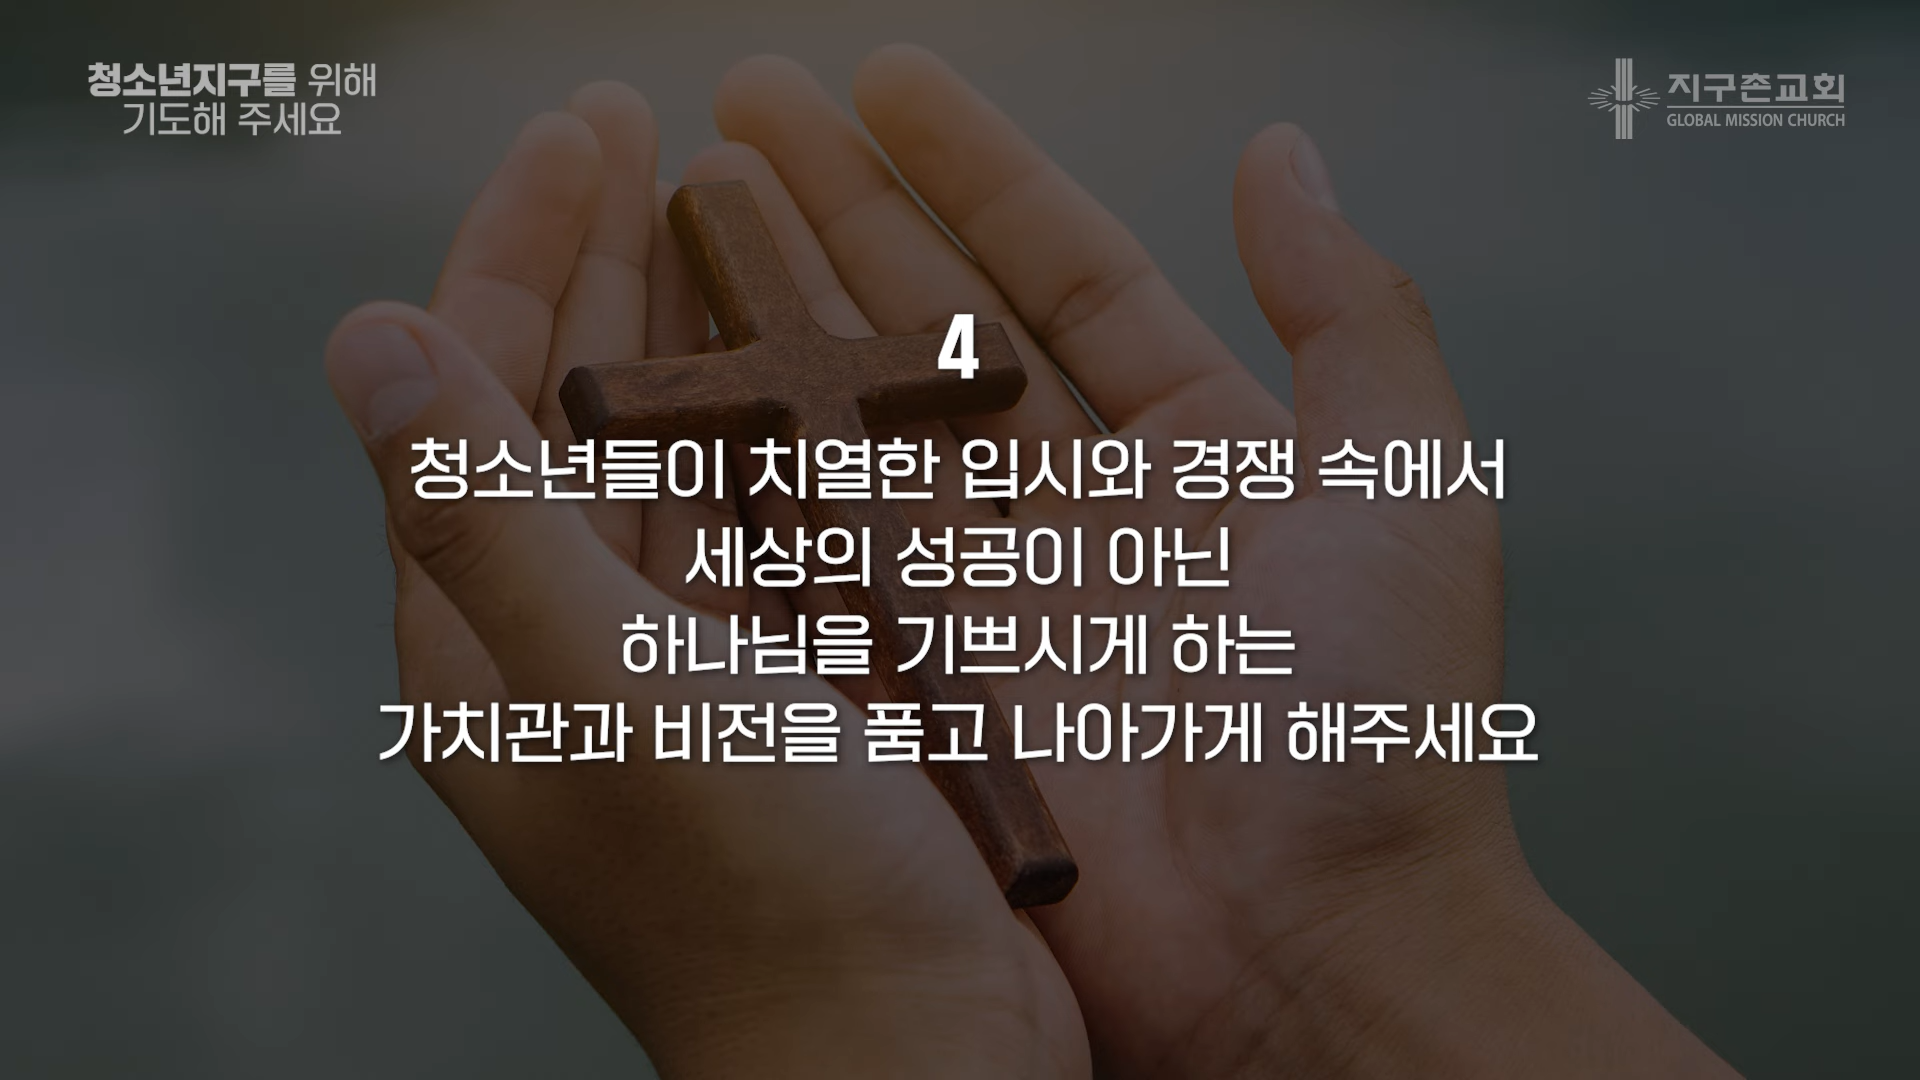 청소년지구를 위해
기도해 주세요
지구촌교회
GLOBAL MISSION CHURCH
4
청소년들이 치열한 입시와 경쟁 속에서
세상의 성공이 아닌
하나님을 기쁘시게 하는
가치관과 비전을 품고 나아가게 해주세요